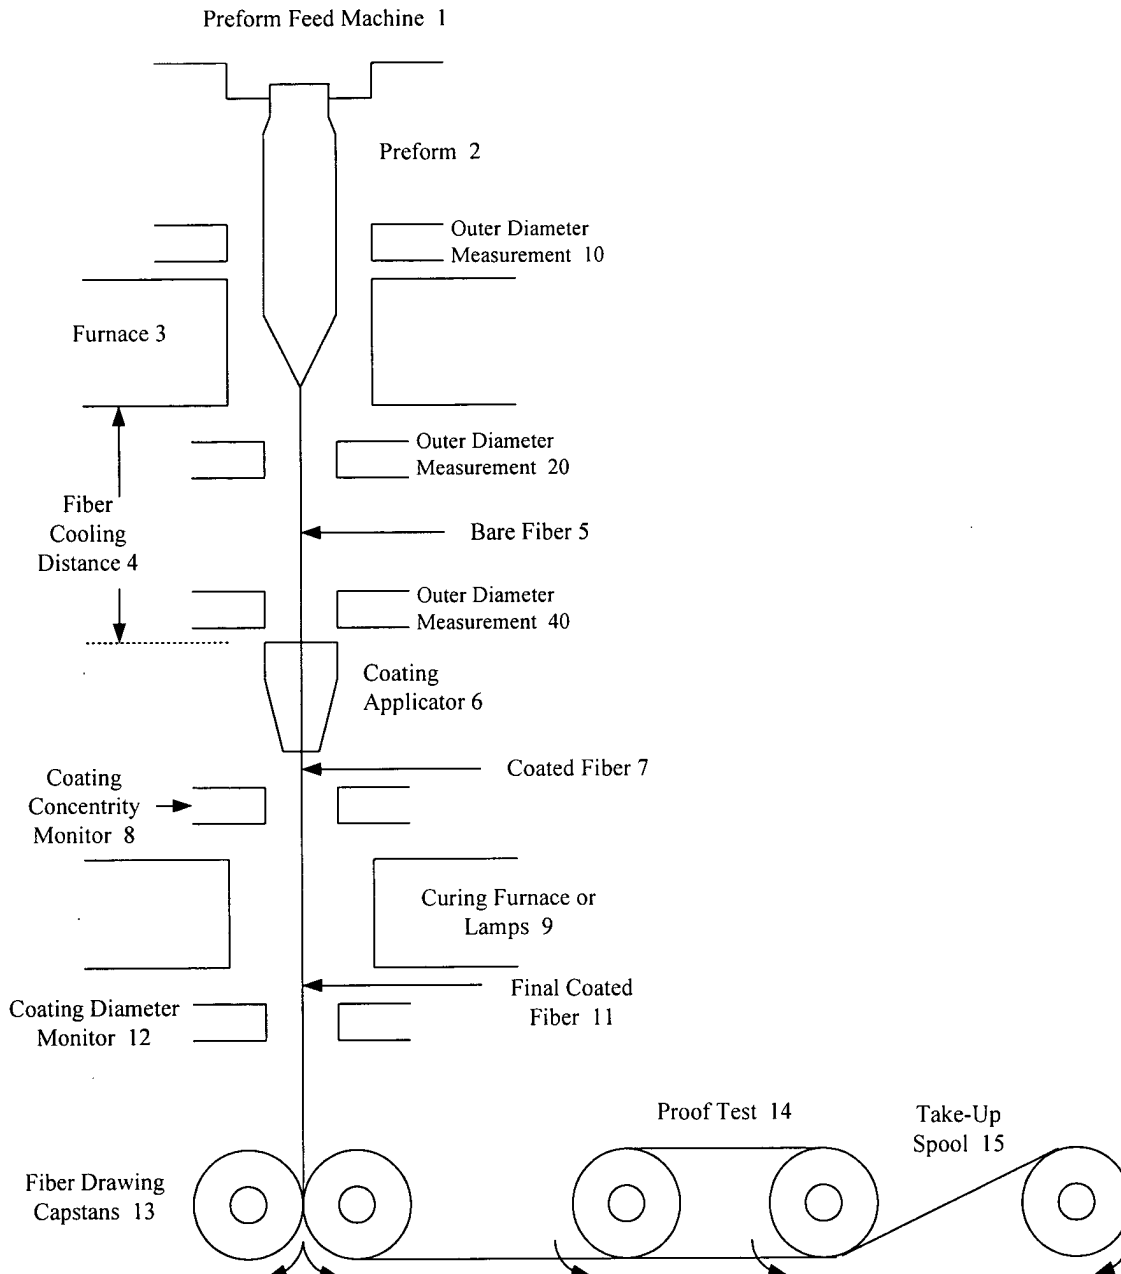 Preform Feed Machine 1
Preform 2
Outer Diameter
Measurement 10
Furnace 3
Outer Diameter
Measurement 20
Fiber
Cooling
Distance 4
Bare Fiber 5
Outer Diameter
Measurement 40
Coating
Applicator 6
Coated Fiber 7
Coating
Concentrity
Monitor 8
Curing Furnace or
Lamps 9
Final Coated
Fiber 11
Coating Diameter
Monitor 12
Proof Test 14
Take-Up
Spool 15
Fiber Drawing
Capstans 13